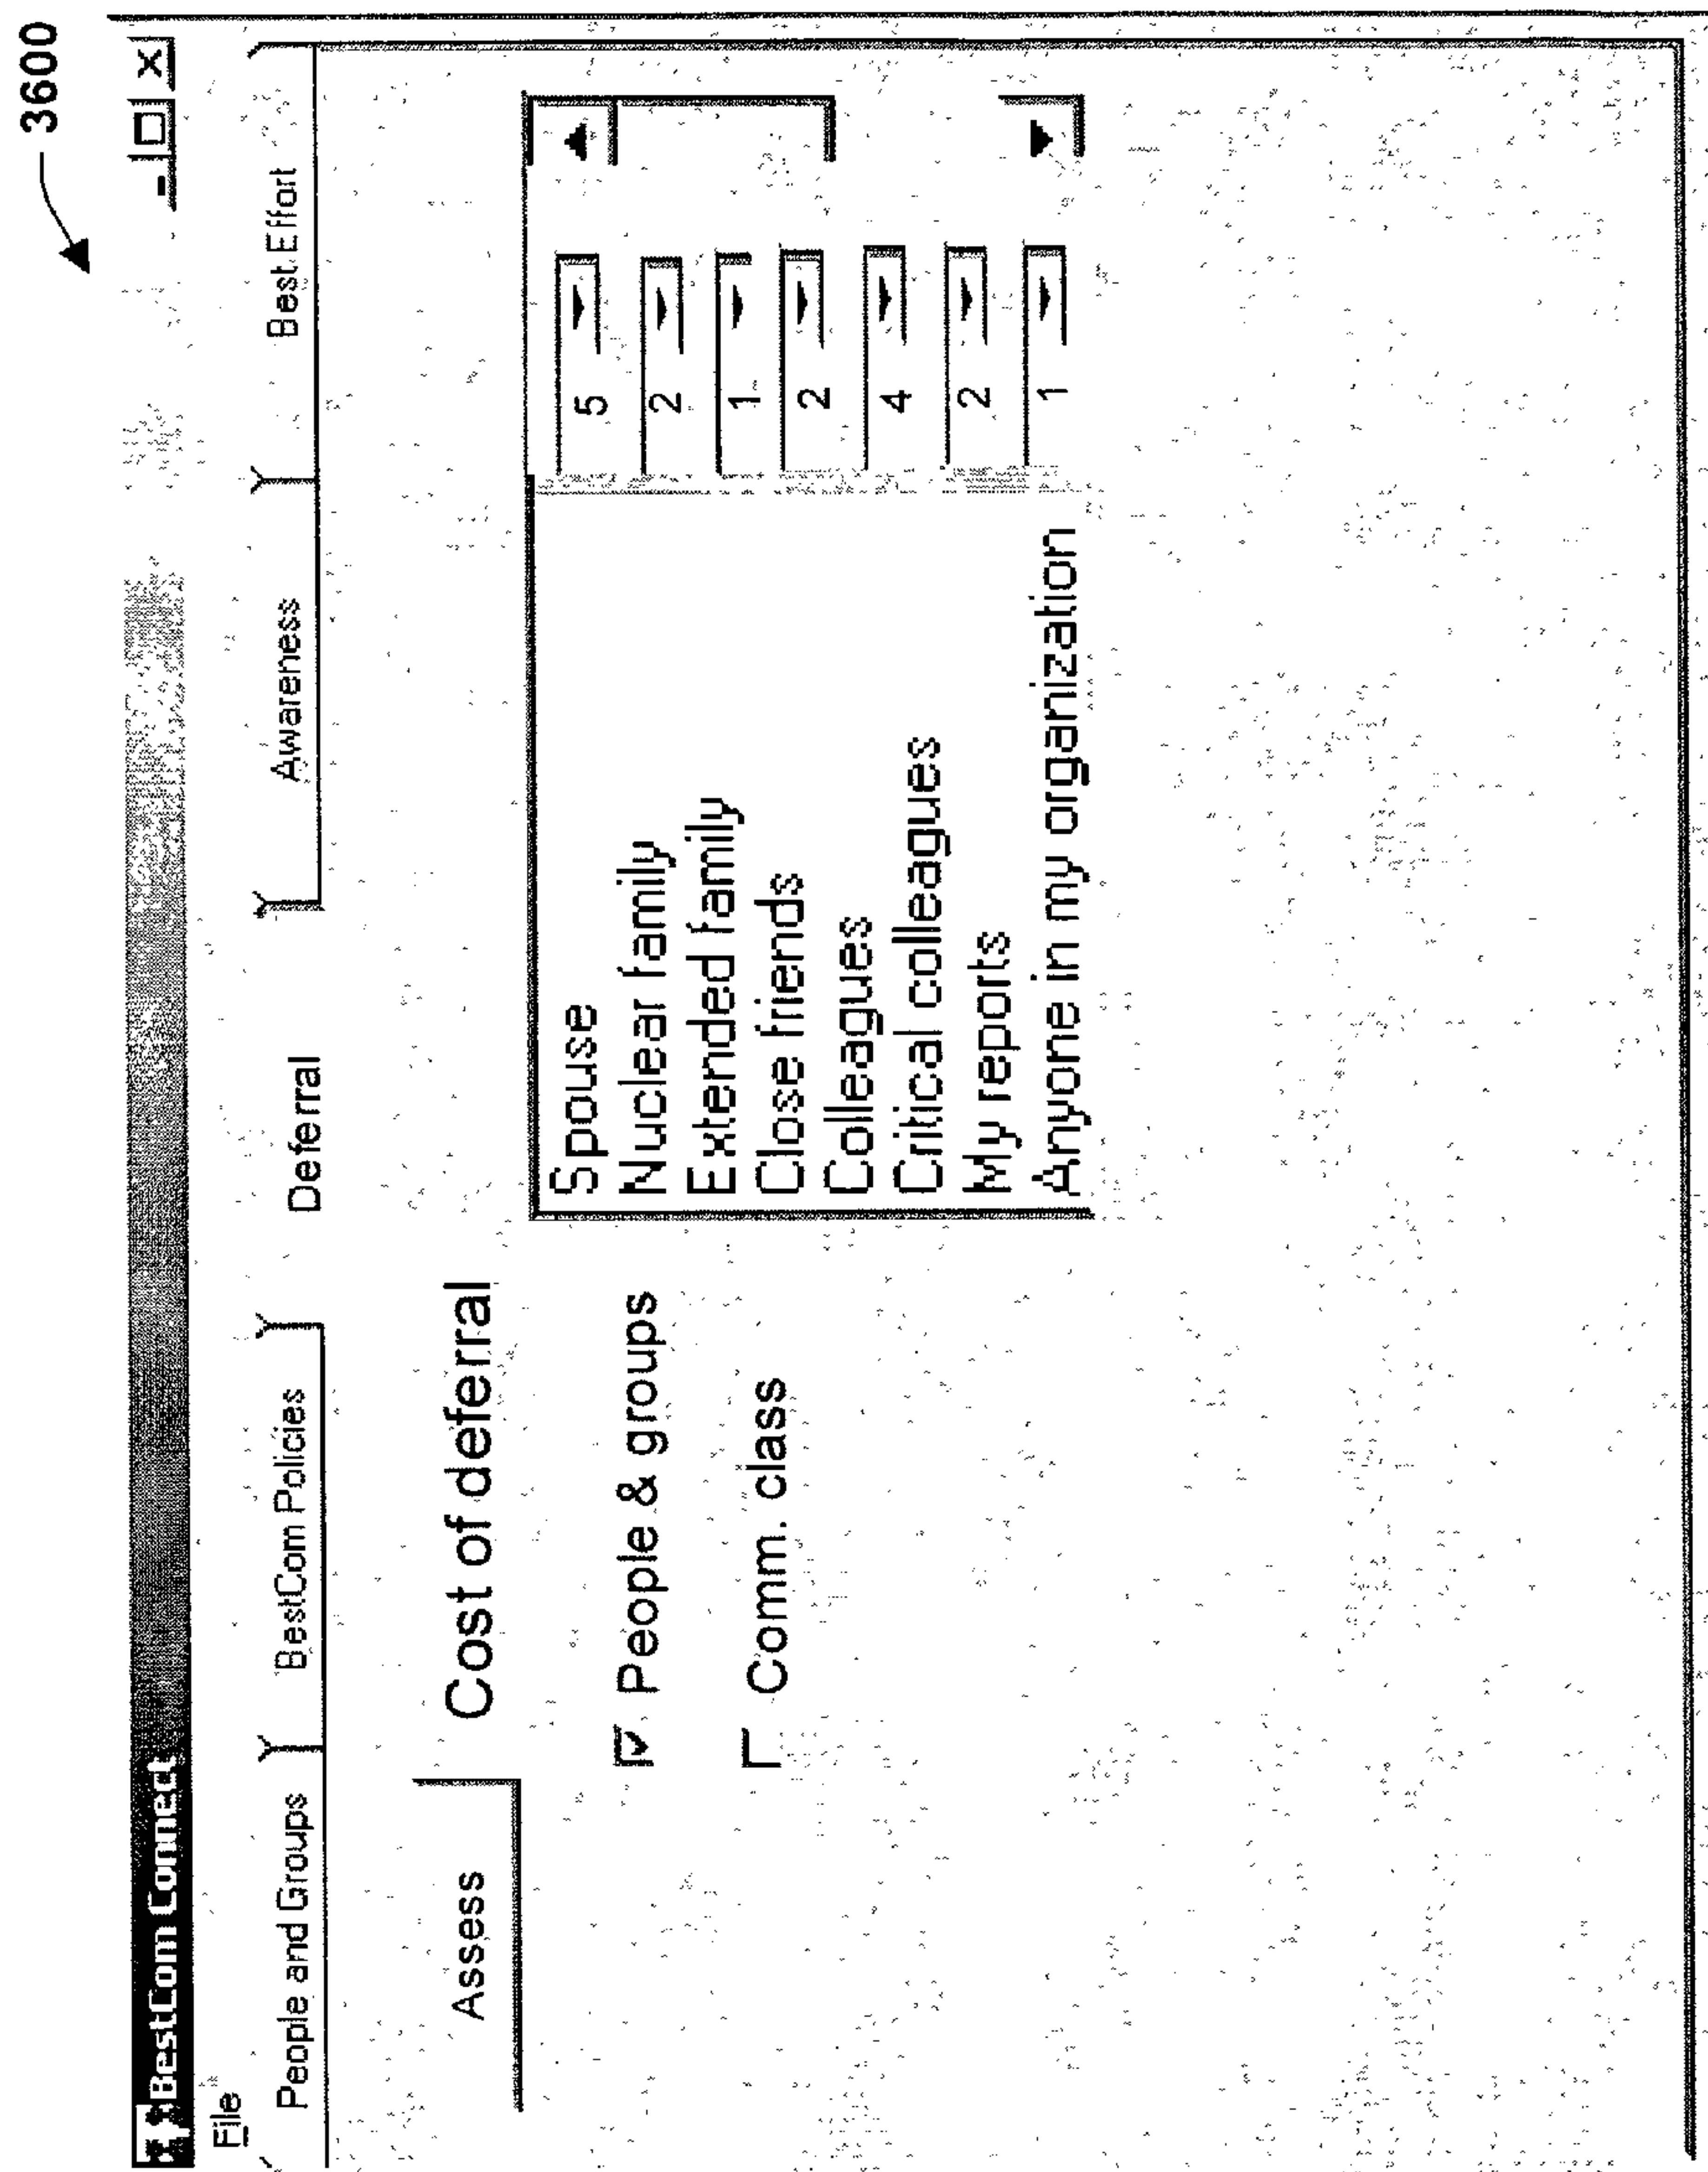 3600
BestCom Connect
File
People and Groups BestCom Policies Deferral Awareness Best Effort
Assess Cost of deferral
Spouse 5
Nuclear family 2
Extended family 1
Close friends 2
Colleagues 4
Critical colleagues 2
My reports 1
Anyone in my organization
People & groups
Comm. class